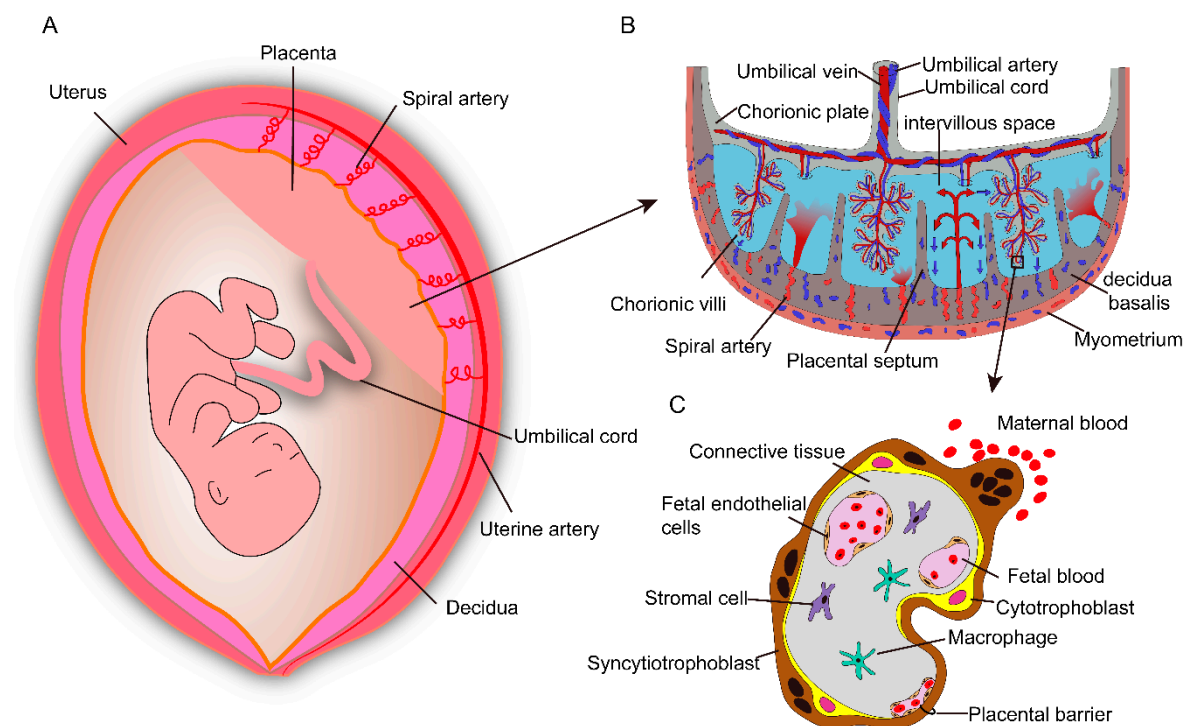 A
Placenta
Uterus
Spiral artery
Umbilical cord
Uterine artery
Decidua
B
Umbilical vein
Umbilical artery
Umbilical cord
Chorionic plate
intervillous space
Chorionic villi
decidua
basalis
Spiral artery
Placental septum
Myometrium
C
Maternal blood
Connective tissue
Fetal endothelial
cells
Fetal blood
Stromal cell
Cytotrophoblast
Macrophage
Syncytiotrophoblast
Placental barrier